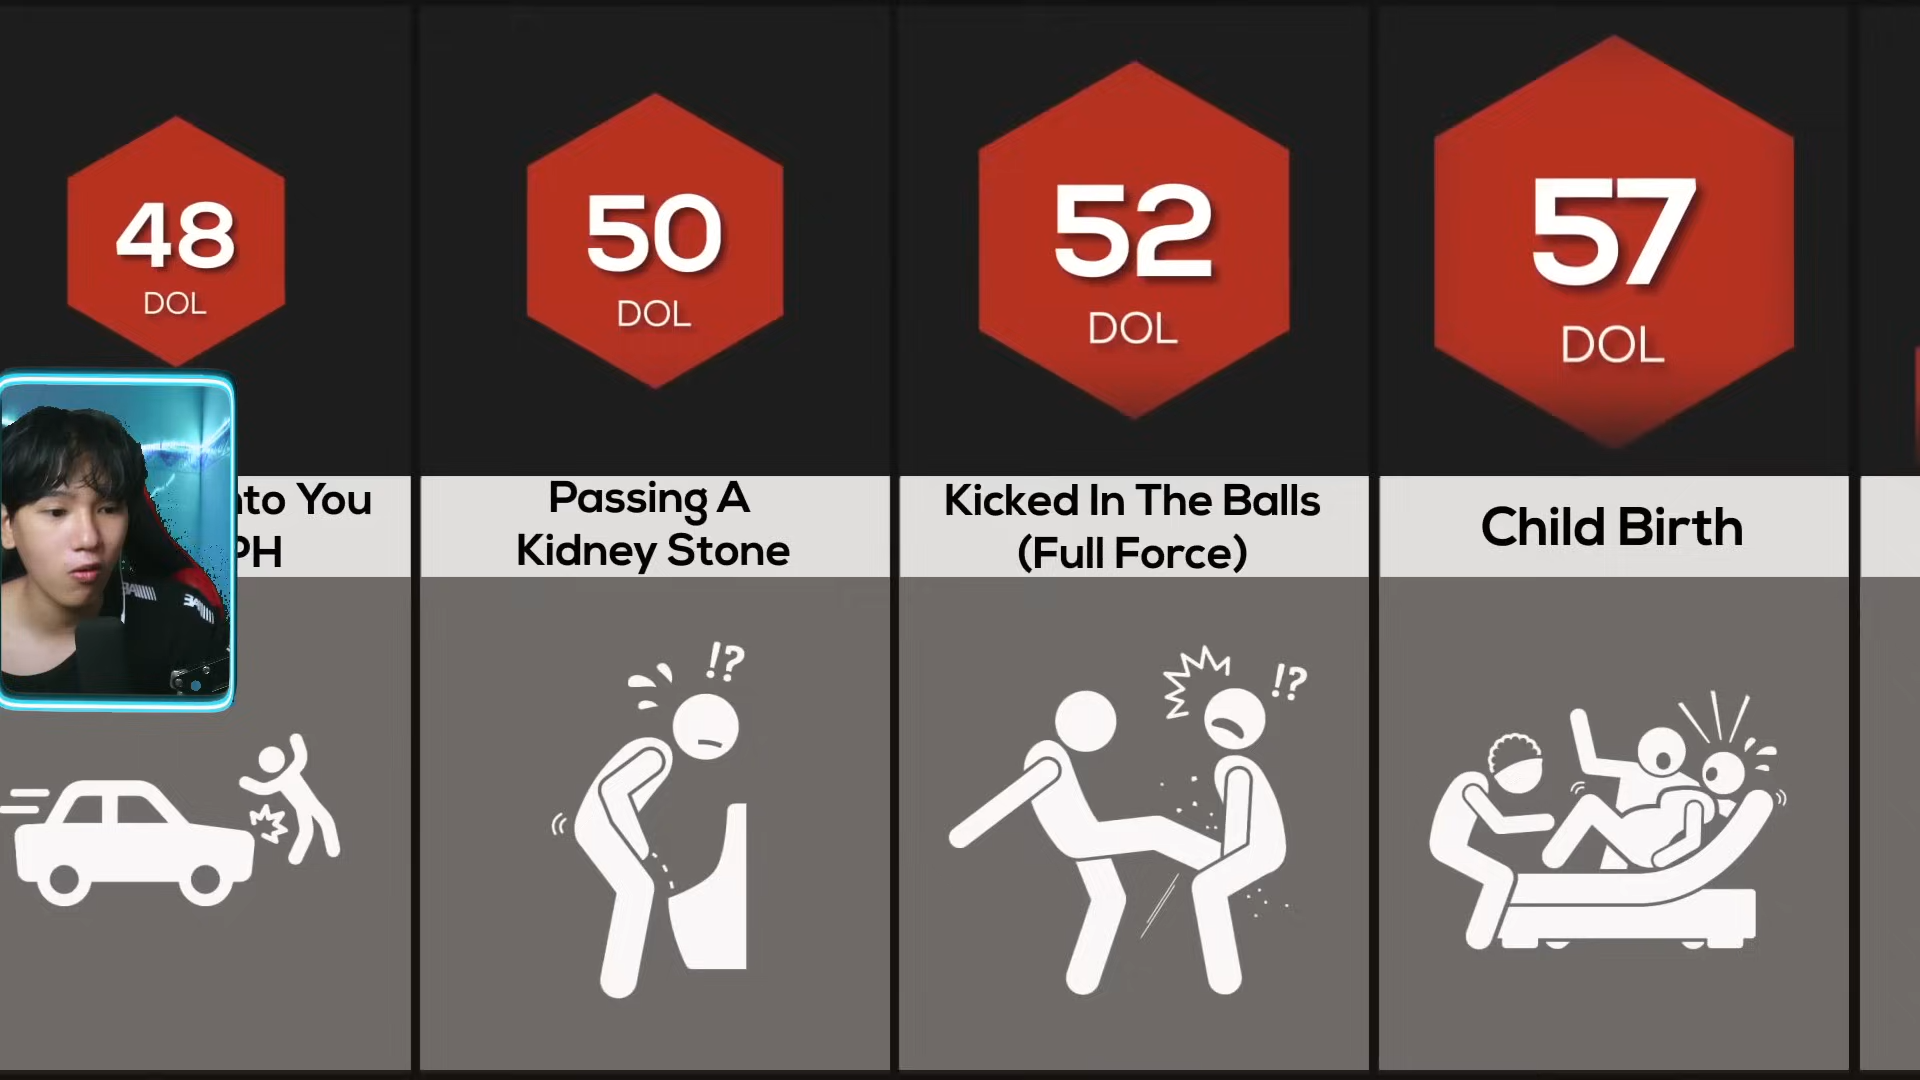 48
DOL
50
DOL
52
DOL
57
DOL
to You
PH
Passing A
Kidney Stone
!?
Kicked In The Balls
(Full Force)
!?
Child Birth